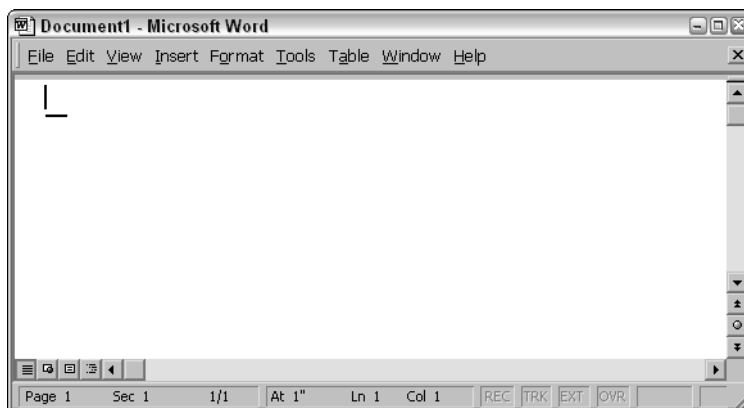 Document1 - Microsoft Word
File Edit View Insert Format Tools Table Window Help
Page 1 Sec 1 1/1 At 1" Ln 1 Col 1 REC TRK EXT OVR